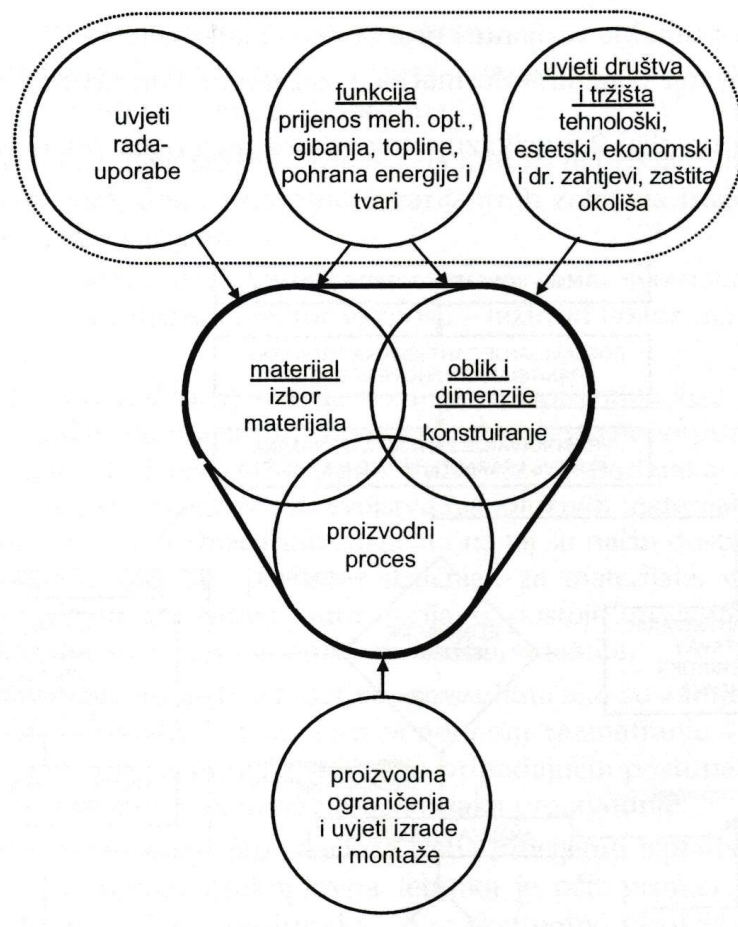 uvjeti
rada-
uporabe
funkcija
prijenos meh. opt.,
gibanja, topline,
pohrana energije i
tvari
uvjeti društva
i tržišta
tehnološki,
estetski, ekonomski
i dr. zahtjevi, zaštita
okoliša
materijal
izbor
materijala
oblik i
dimenzije
konstruiranje
proizvodni
proces
proizvodna
ograničenja
i uvjeti izrade
i montaže